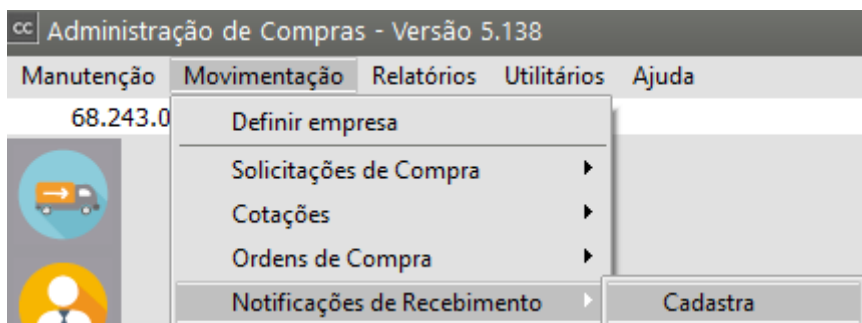 cc Administração de Compras - Versão 5.138
Manutenção Movimentação Relatórios Utilitários Ajuda
68.243.0
Definir empresa
Solicitações de Compra
Cotações
Ordens de Compra
Notificações de Recebimento Cadastra